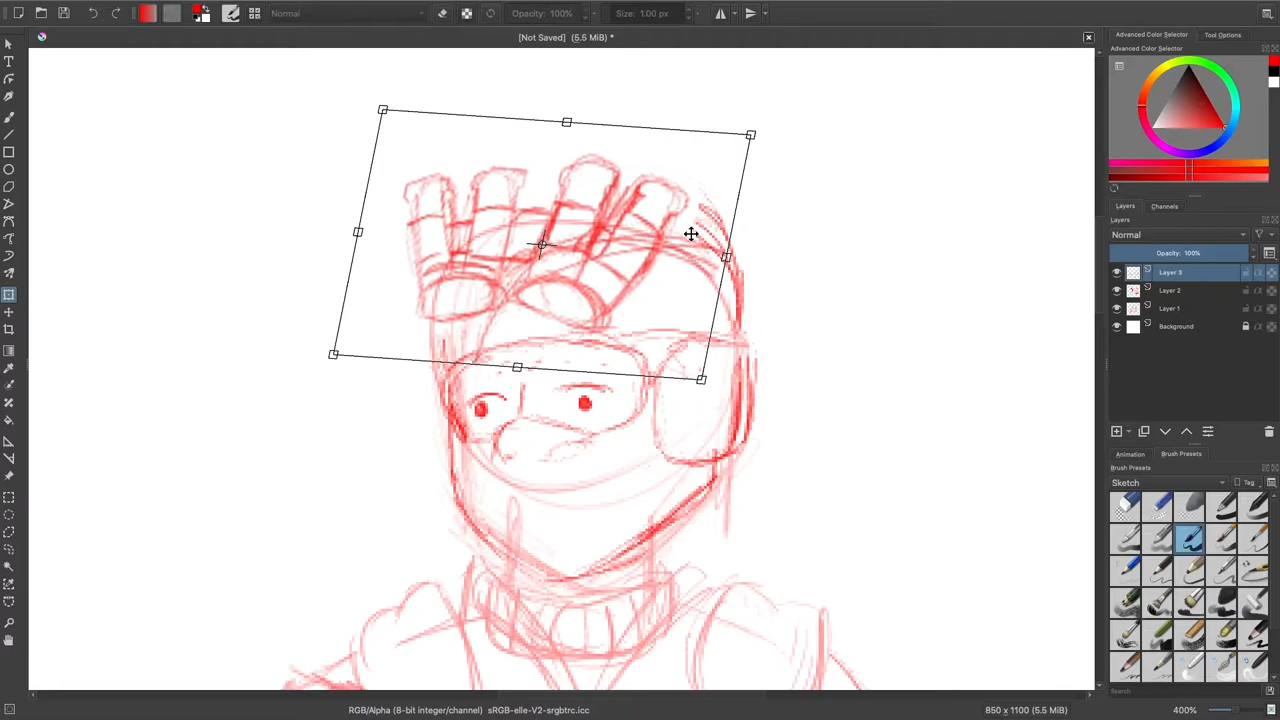 Normal
Opacity: 100%
Size: 1.00 px
[Not Saved] (5.5 MiB) *
Advanced Color Selector
Tool Options
Advanced Color Selector
Layers
Channels
Layers
Normal
Opacity: 100%
Layer 3
Layer 2
Layer 1
Background
Animation
Brush Presets
Brush Presets
Sketch
Tag
Search
RGB/Alpha (8-bit integer/channel) sRGB-elle-V2-srgbtrc.icc
850 x 1100 (5.5 MiB)
400%